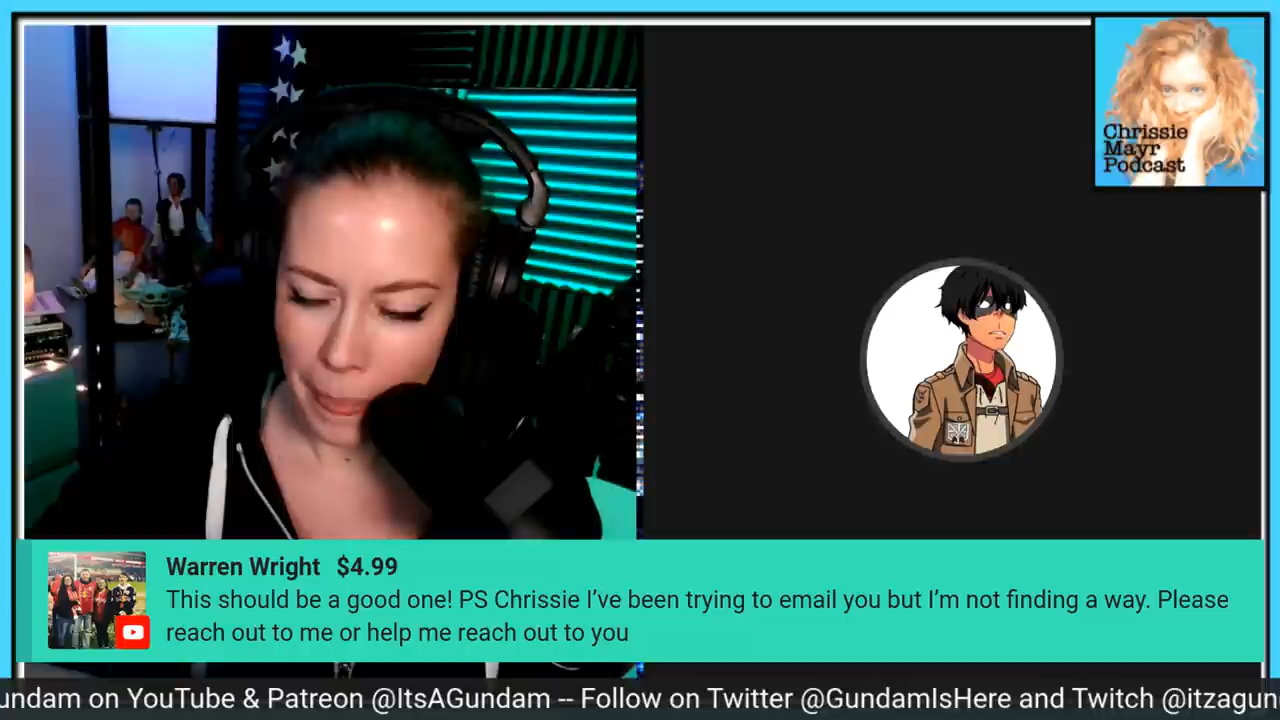 Chrissie
Mayr
Podcast
Warren Wright $4.99
This should be a good one! PS Chrissie I've been trying to email you but I'm not finding a way. Please
reach out to me or help me reach out to you
undam on YouTube & Patreon @ItsAGundam -- Follow on Twitter @GundamIsHere and Twitch @itzagun